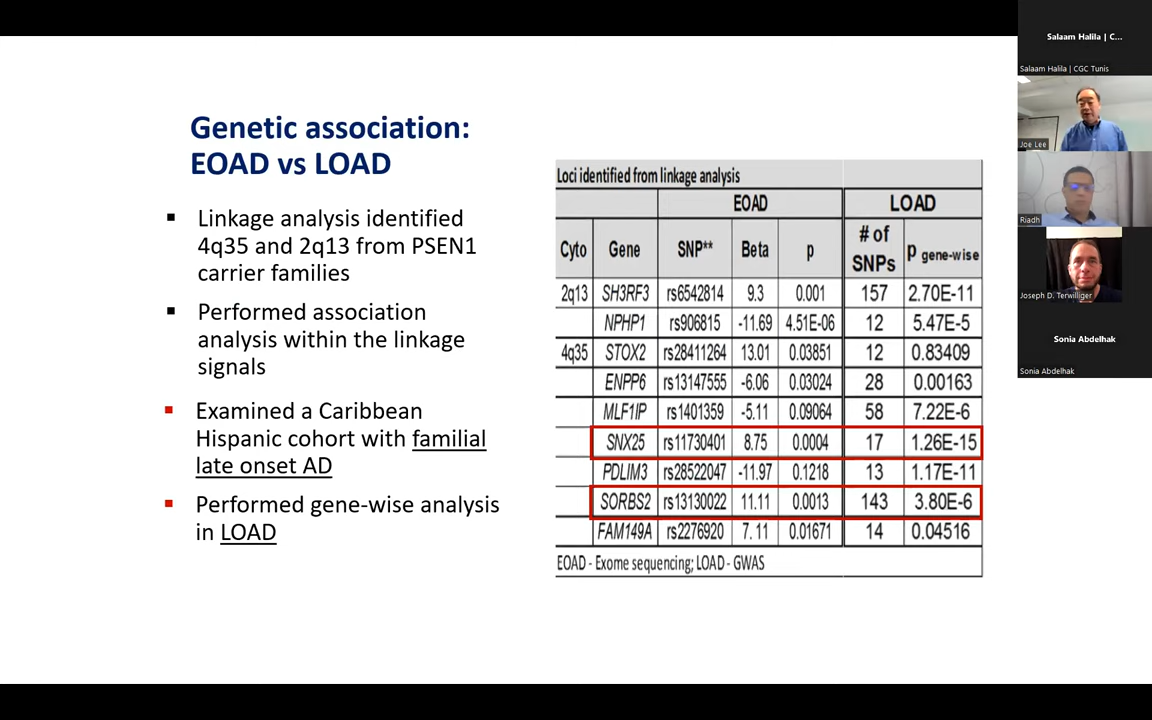 Genetic association:
EOAD vs LOAD
▪ Linkage analysis identified
4q35 and 2q13 from PSEN1
carrier families
▪ Performed association
analysis within the linkage
signals
▪ Examined a Caribbean
Hispanic cohort with familial
late onset AD
▪ Performed gene-wise analysis
in LOAD
Loci identified from linkage analysis
EOAD LOAD
Cyto Gene SNP** Beta p # of SNPs p gene-wise
2q13 SH3RF3 rs6542814 9.3 0.001 157 2.70E-11
NPHP1 rs906815 -11.69 4.51E-06 12 5.47E-5
4q35 STOX2 rs28411264 13.01 0.03851 12 0.83409
ENPP6 rs13147555 -6.06 0.03024 28 0.00163
MLF1IP rs1401359 -5.11 0.09064 58 7.22E-6
SNX25 rs11730401 8.75 0.0004 17 1.26E-15
PDLIM3 rs28522047 -11.97 0.1218 13 1.17E-11
SORBS2 rs13130022 11.11 0.0013 143 3.80E-6
FAM149A rs2276920 7.11 0.01671 14 0.04516
EOAD - Exome sequencing; LOAD - GWAS
Salaam Halila | C...
Salaam Halila | CGC Tunis
Joe Lee
Riadh
Joseph D. Terwilliger
Sonia Abdelhak
Sonia Abdelhak